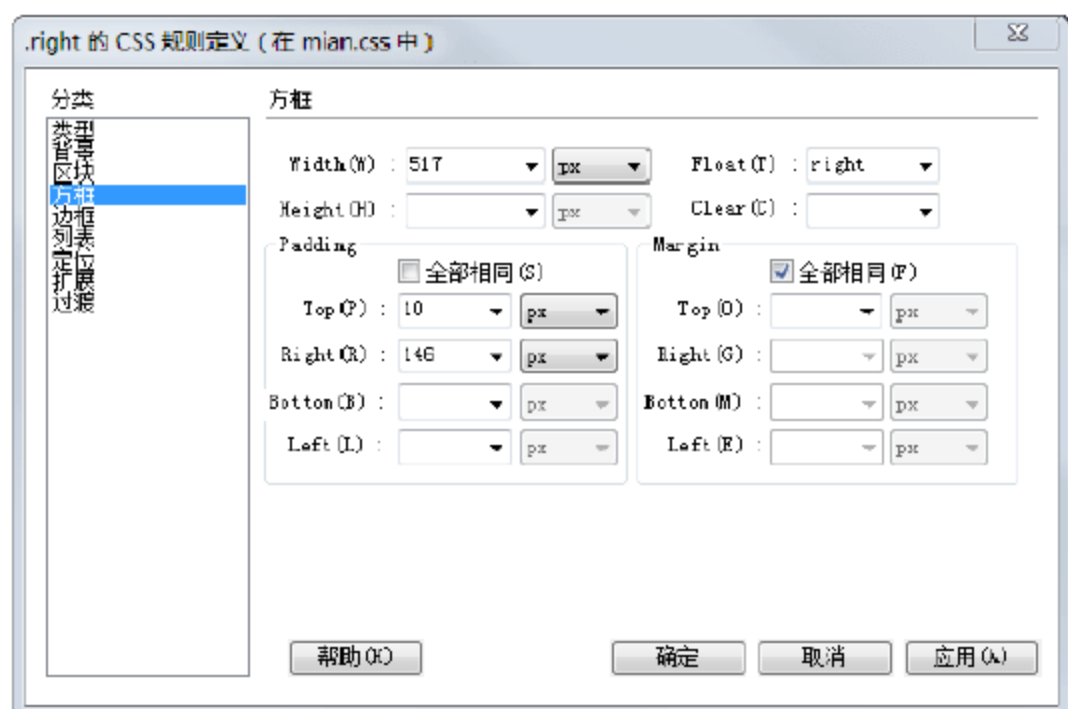 .right 的 CSS 规则定义 ( 在 mian.css 中 )
分类
类型
背景
区块
方框
边框
列表
定位
扩展
过渡
方框
Width(W) : 517 px Float(T) : right
Height(H) : px Clear(C) :
Padding Margin
全部相同(S) 全部相同(F)
Top(P) : 10 px Top(O) : px
Right(R) : 146 px Right(G) : px
Bottom(B) : px Bottom(M) : px
Left(L) : px Left(E) : px
帮助(H) 确定 取消 应用(A)